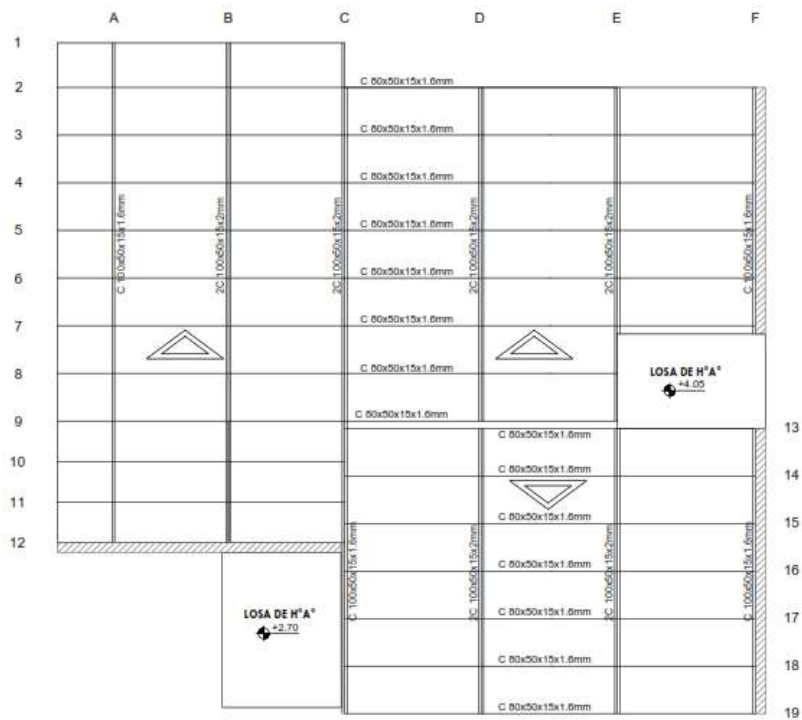 A B C D E F
1
2
C 80x50x15x1.6mm
3
C 80x50x15x1.6mm
4
C 80x50x15x1.6mm
C 100x50x15x1.6mm
2C 100x50x15x2mm
2C 100x50x15x2mm
2C 100x50x15x2mm
2C 100x50x15x2mm
C 100x50x15x1.6mm
5
C 80x50x15x1.6mm
6
C 80x50x15x1.6mm
7
C 80x50x15x1.6mm
8
C 80x50x15x1.6mm
LOSA DE H°A°
+4.05
9
C 80x50x15x1.6mm
13
C 80x50x15x1.6mm
10
C 80x50x15x1.6mm
14
11
C 80x50x15x1.6mm
15
12
C 100x50x15x1.6mm
2C 100x50x15x2mm
2C 100x50x15x2mm
C 100x50x15x1.6mm
C 80x50x15x1.6mm
16
LOSA DE H°A°
+2.70
C 80x50x15x1.6mm
17
C 80x50x15x1.6mm
18
C 80x50x15x1.6mm
19